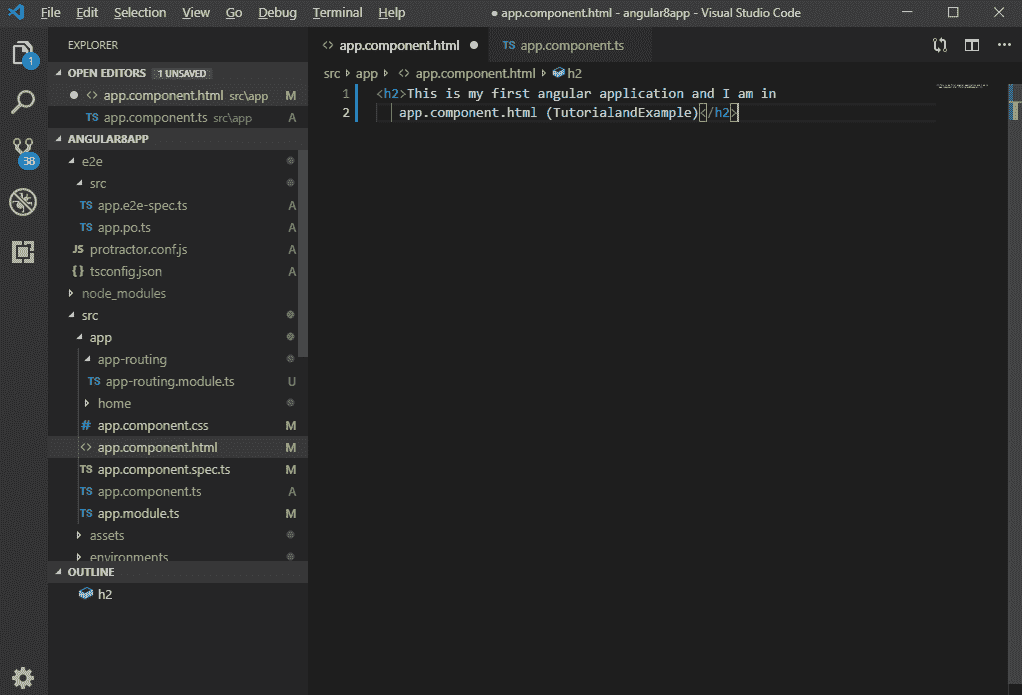 File Edit Selection View Go Debug Terminal Help
● app.component.html - angular8app - Visual Studio Code
EXPLORER
<> app.component.html ●
TS app.component.ts
1
OPEN EDITORS 1 UNSAVED
● <> app.component.html src\app M
TS app.component.ts src\app A
src app <> app.component.html h2
1 <h2>This is my first angular application and I am in
2 app.component.html (TutorialandExample)</h2>
38
ANGULAR8APP
e2e
src
TS app.e2e-spec.ts A
TS app.po.ts A
JS protractor.conf.js A
{} tsconfig.json A
node_modules
src
app
app-routing
TS app-routing.module.ts U
home
# app.component.css M
<> app.component.html M
TS app.component.spec.ts M
TS app.component.ts A
TS app.module.ts M
assets
environments
OUTLINE
h2